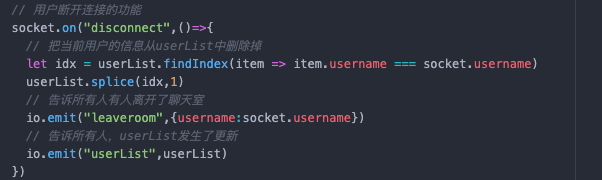 // 用户断开连接的功能
socket.on("disconnect",()=>{
// 把当前用户的信息从userList中删除掉
let idx = userList.findIndex(item => item.username === socket.username)
userList.splice(idx,1)
// 告诉所有人有人离开了聊天室
io.emit("leaveroom",{username:socket.username})
// 告诉所有人，userList发生了更新
io.emit("userList",userList)
})